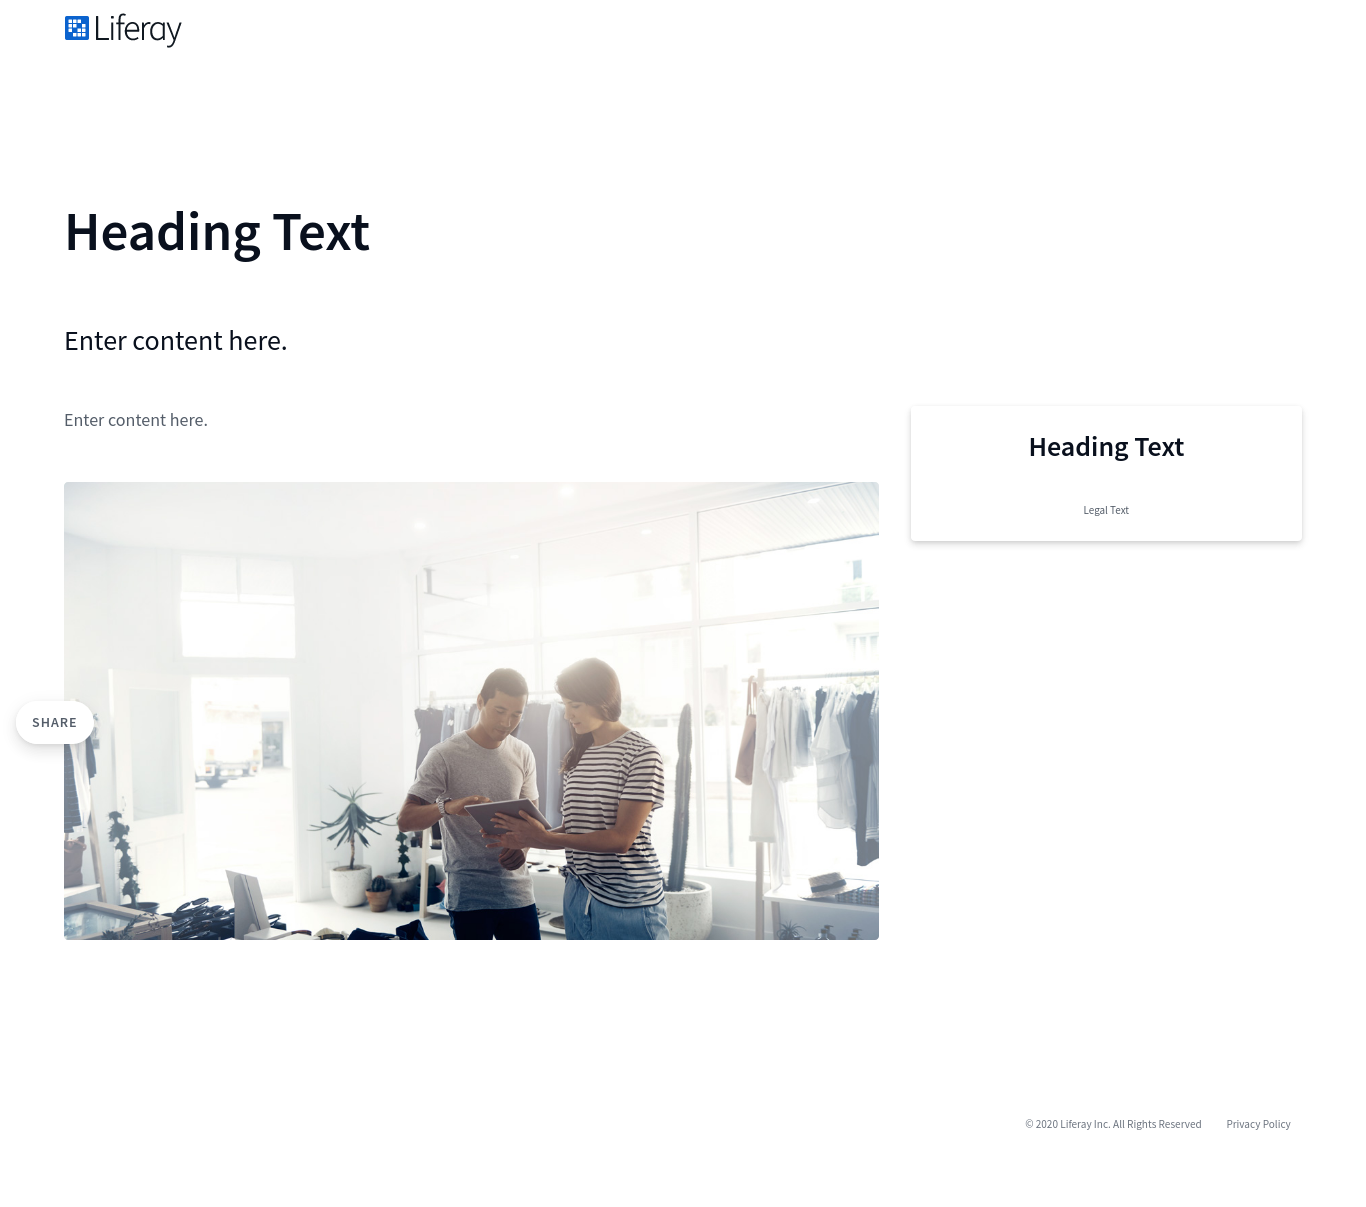 Liferay
Heading Text
Enter content here.
Enter content here.
Heading Text
Legal Text
SHARE
© 2020 Liferay Inc. All Rights Reserved
Privacy Policy